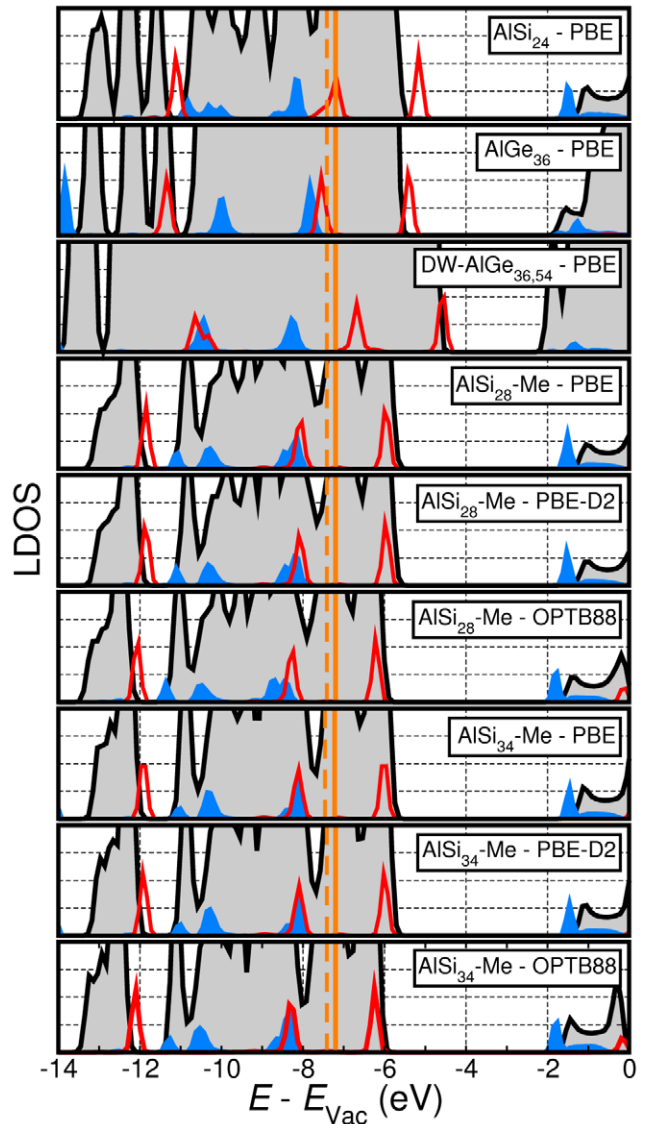 AlSi₂₄ - PBE
AlGe₃₆ - PBE
DW-AlGe₃₆,₅₄ - PBE
AlSi₂₈-Me - PBE
AlSi₂₈-Me - PBE-D2
AlSi₂₈-Me - OPTB88
AlSi₃₄-Me - PBE
AlSi₃₄-Me - PBE-D2
AlSi₃₄-Me - OPTB88
LDOS
-14 -12 -10 -8 -6 -4 -2 0
E - E_Vac (eV)